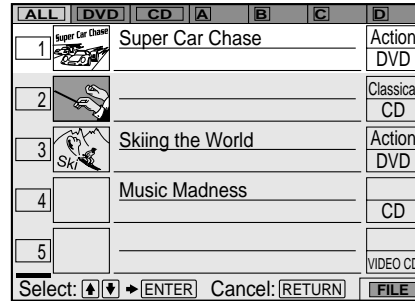 ALL DVD CD A B C D
1 Super Car Chase Super Car Chase Action
DVD
2 Classical
CD
3 Ski Skiing the World Action
DVD
4 Music Madness
CD
5
VIDEO CD
Select: ENTER Cancel: RETURN FILE